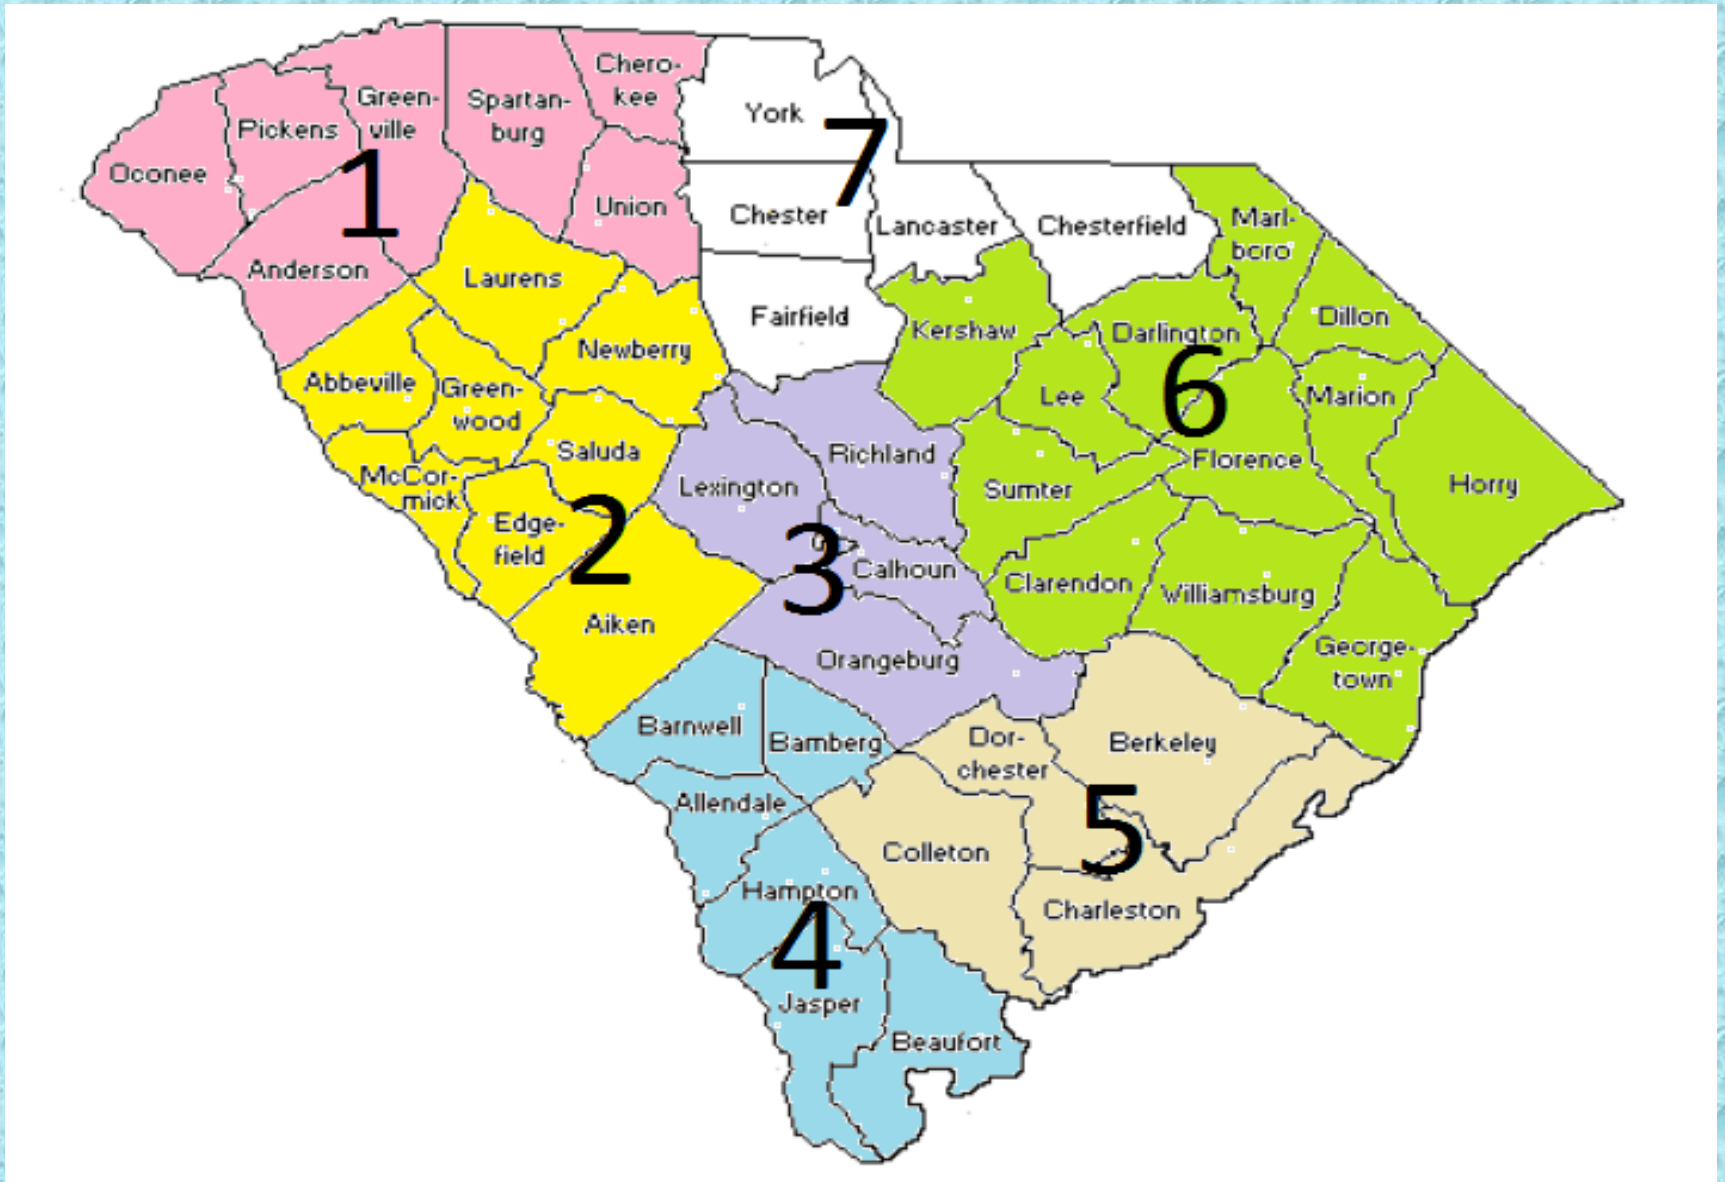 Chero-
kee
Green-
ville
Spartan-
burg
York
Pickens
7
Oconee
1
Union
Chester
Lancaster
Chesterfield
Marl-
boro
Anderson
Laurens
Fairfield
Kershaw
Darlington
Dillon
Newberry
Abbeville
Green-
wood
Lee
6
Marion
Saluda
Richland
Florence
McCor-
mick
Lexington
Sumter
Horry
Edge-
field
2
3
Calhoun
Clarendon
Williamsburg
Aiken
Orangeburg
George-
town
Barnwell
Bamberg
Dor-
chester
Berkeley
Allendale
5
Colleton
Hampton
Charleston
4
Jasper
Beaufort